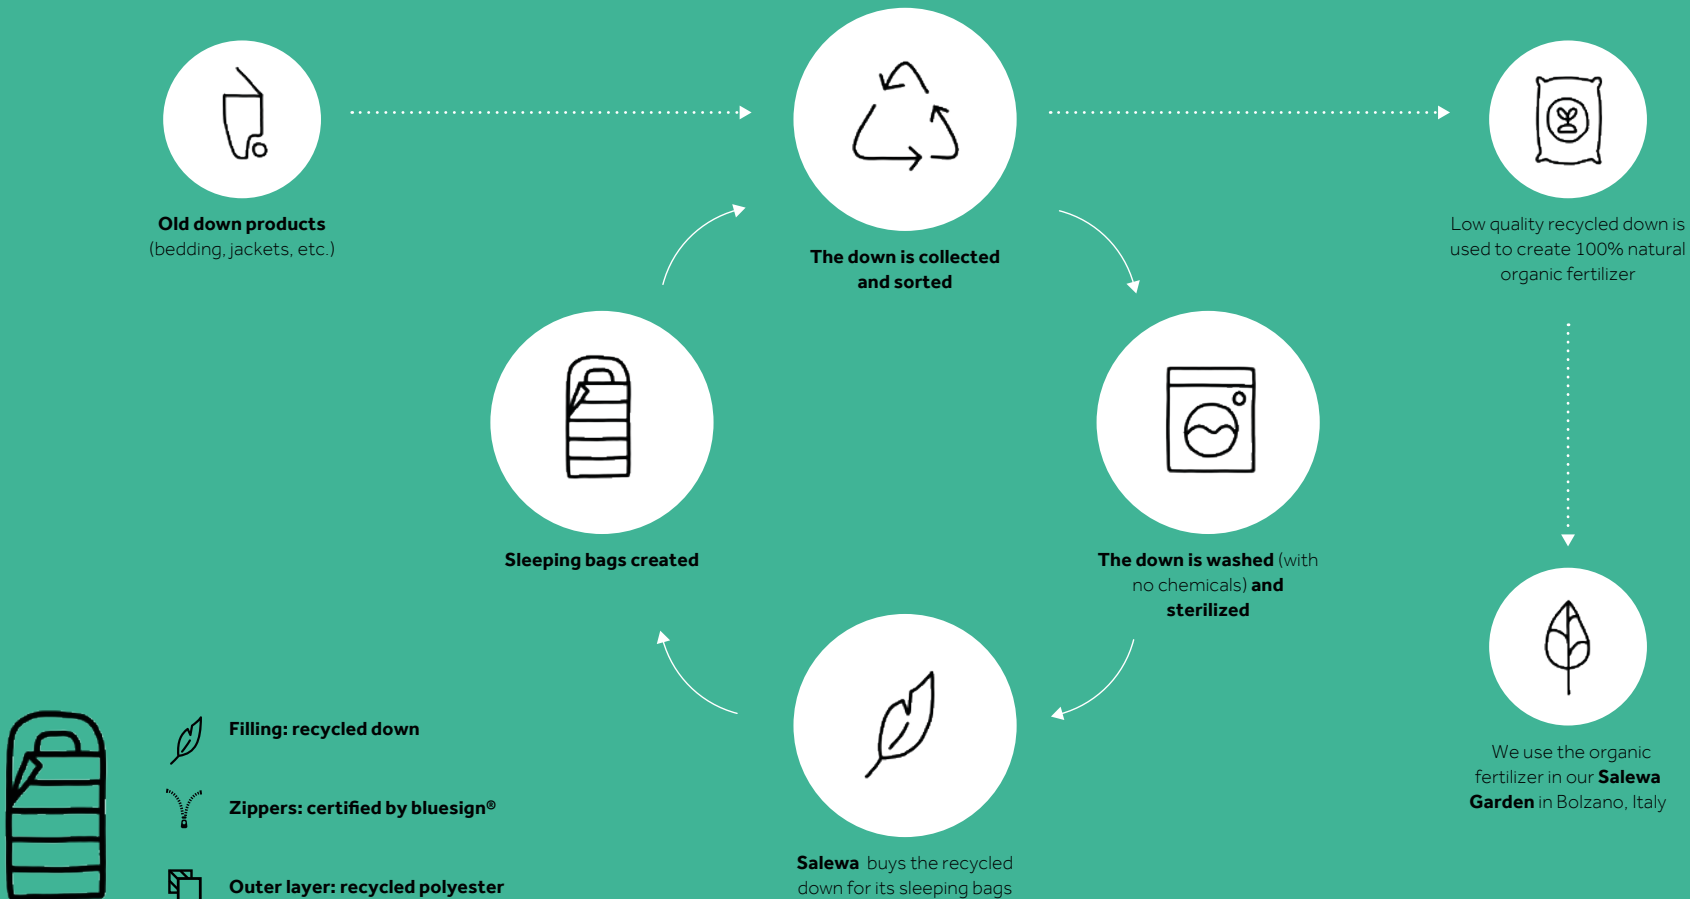 Old down products
(bedding, jackets, etc.)
The down is collected
and sorted
Low quality recycled down is
used to create 100% natural
organic fertilizer
Sleeping bags created
The down is washed (with
no chemicals) and
sterilized
We use the organic
fertilizer in our Salewa
Garden in Bolzano, Italy
Salewa buys the recycled
down for its sleeping bags
Filling: recycled down
Zippers: certified by bluesign®
Outer layer: recycled polyester